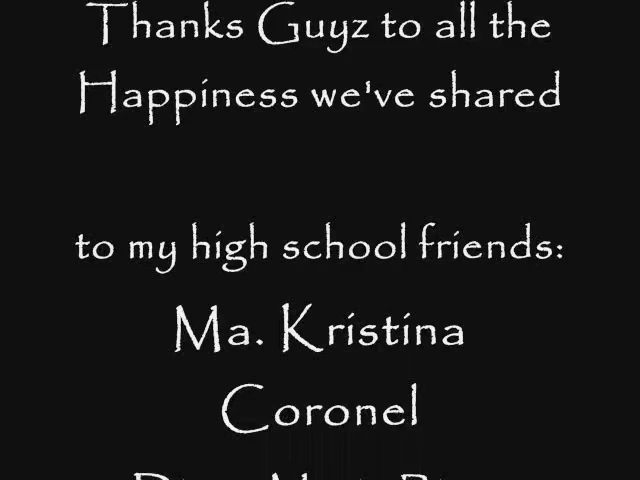 Thanks Guyz to all the
Happiness we've shared
to my high school friends:
Ma. Kristina
Coronel